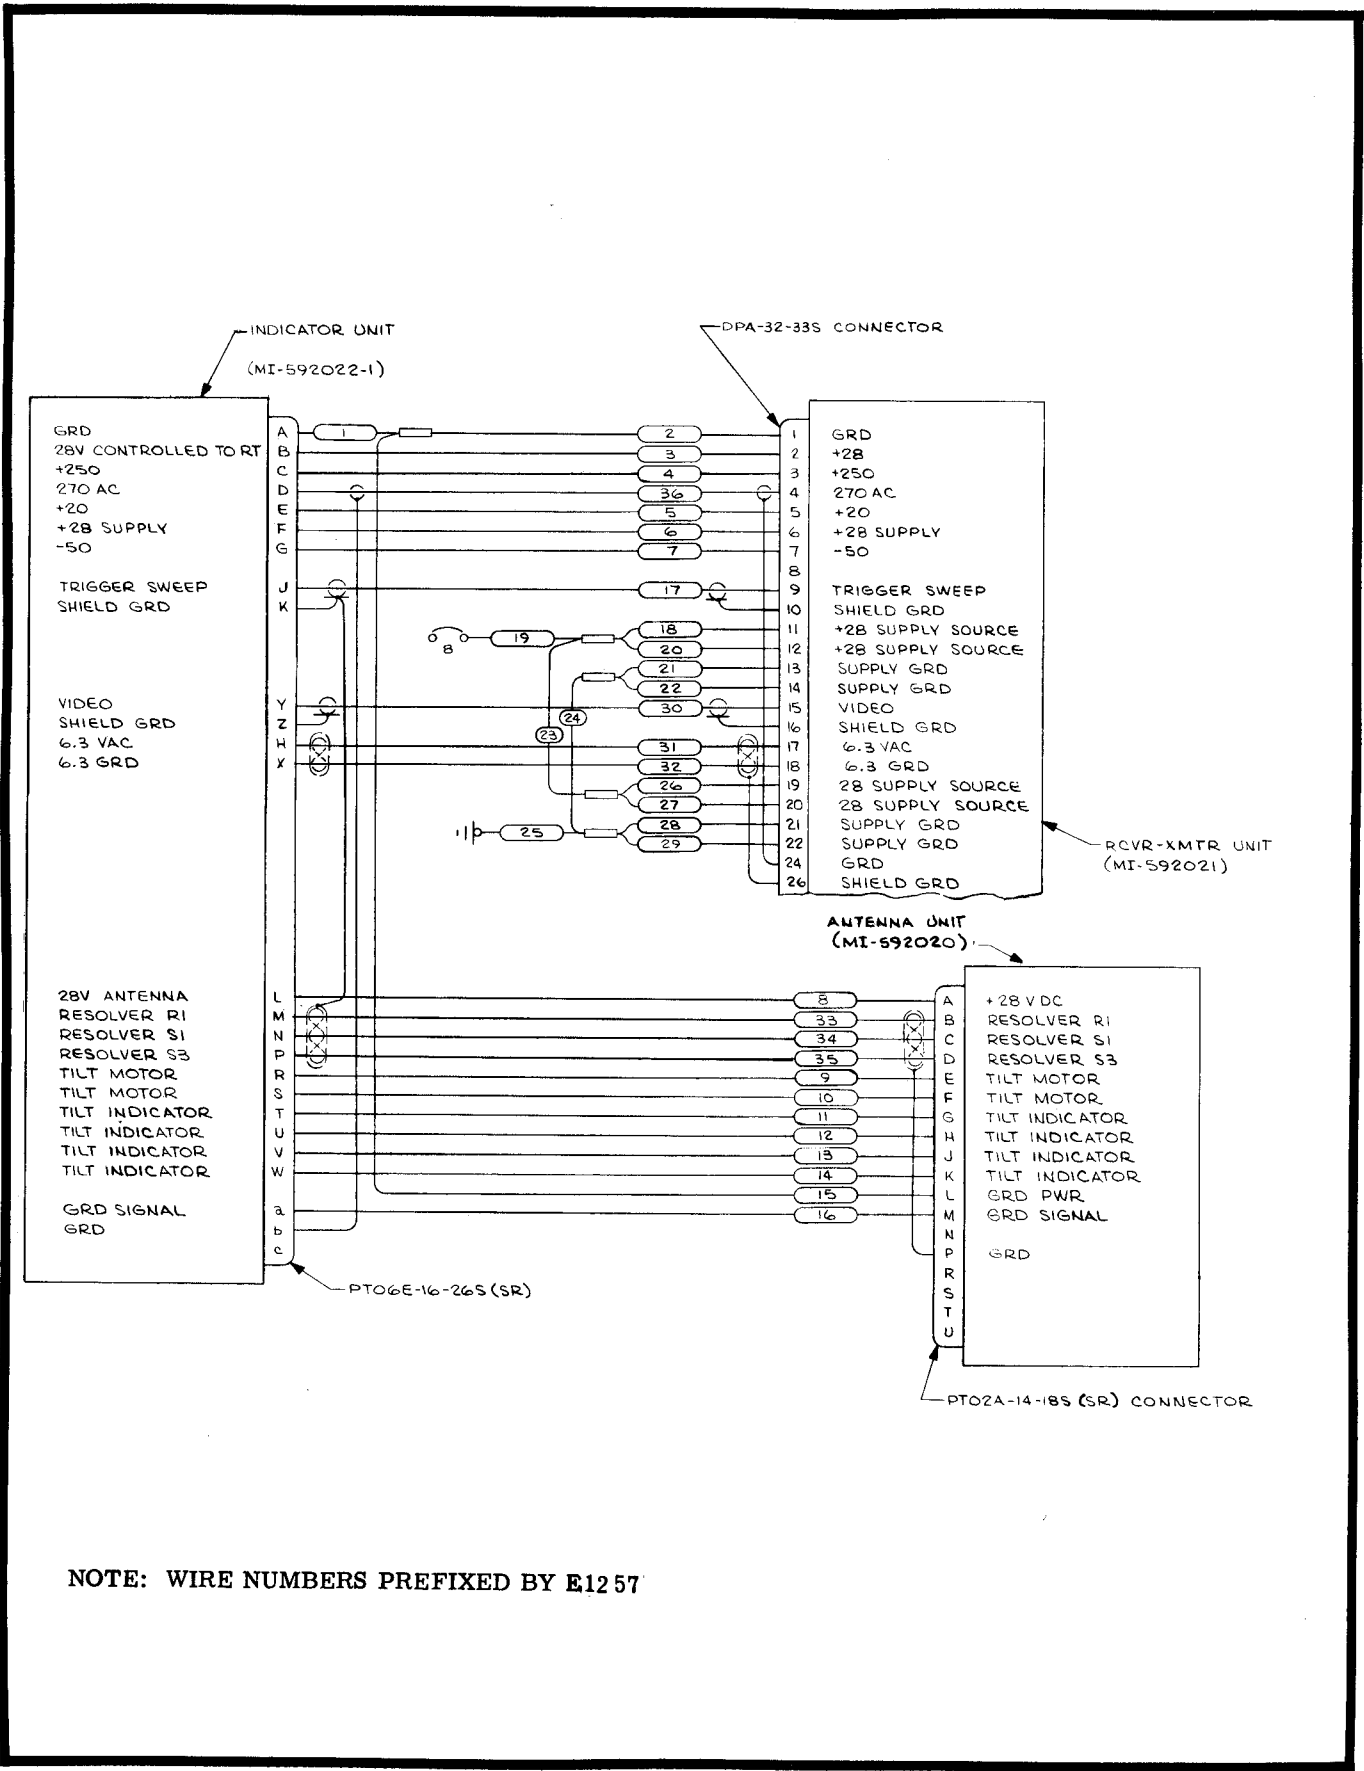 INDICATOR UNIT
(MI-592022-1)
DPA-32-33S CONNECTOR
GRD A 1 2 1 GRD
28V CONTROLLED TO RT B 3 2 +28
+250 C 4 3 +250
270 AC D 36 4 270 AC
+20 E 5 5 +20
+28 SUPPLY F 6 6 +28 SUPPLY
-50 G 7 7 -50
8
TRIGGER SWEEP J 17 9 TRIGGER SWEEP
SHIELD GRD K 10 SHIELD GRD
18 11 +28 SUPPLY SOURCE
8 19
20 12 +28 SUPPLY SOURCE
21 13 SUPPLY GRD
22 14 SUPPLY GRD
VIDEO Y 30 15 VIDEO
SHIELD GRD Z 24 16 SHIELD GRD
23
6.3 VAC H 31 17 6.3 VAC
6.3 GRD X 32 18 6.3 GRD
26 19 28 SUPPLY SOURCE
27 20 28 SUPPLY SOURCE
28 21 SUPPLY GRD
25
29 22 SUPPLY GRD
24 GRD
26 SHIELD GRD
RCVR-XMTR UNIT
(MI-592021)
ANTENNA UNIT
(MI-592020)
28V ANTENNA L 8 A +28 V DC
RESOLVER R1 M 33 B RESOLVER R1
RESOLVER S1 N 34 C RESOLVER S1
RESOLVER S3 P 35 D RESOLVER S3
TILT MOTOR R 9 E TILT MOTOR
TILT MOTOR S 10 F TILT MOTOR
TILT INDICATOR T 11 G TILT INDICATOR
TILT INDICATOR U 12 H TILT INDICATOR
TILT INDICATOR V 13 J TILT INDICATOR
TILT INDICATOR W 14 K TILT INDICATOR
15 L GRD PWR
GRD SIGNAL a 16 M GRD SIGNAL
GRD b N
c P GRD
R
S
T
U
PT06E-16-26S (SR)
PT02A-14-18S (SR) CONNECTOR
NOTE: WIRE NUMBERS PREFIXED BY E1257